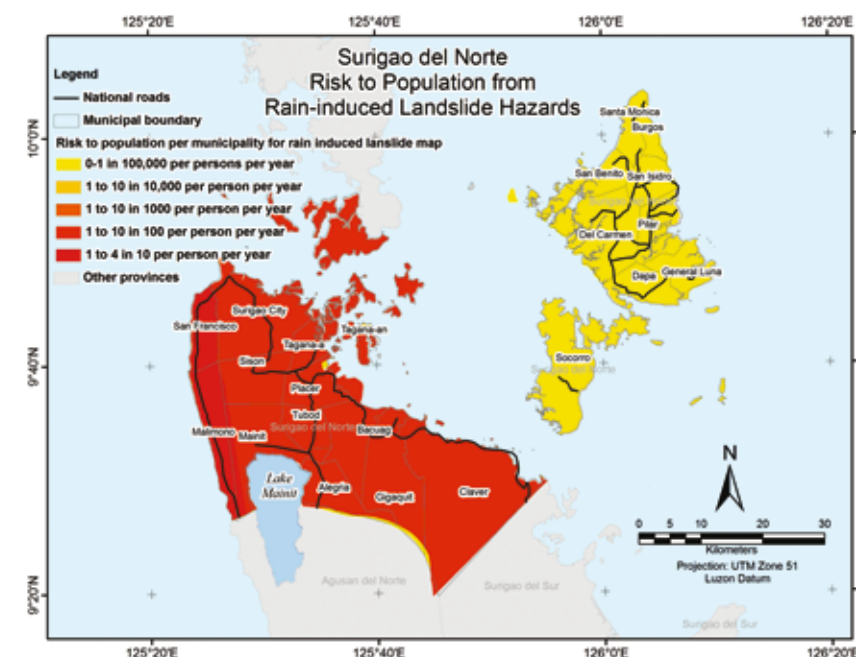 125°20'E 125°40'E 126°0'E 126°20'E
Surigao del Norte
Risk to Population from
Rain-induced Landslide Hazards
Legend
National roads
Municipal boundary
Risk to population per municipality for rain induced lanslide map
0-1 in 100,000 per persons per year
1 to 10 in 10,000 per person per year
1 to 10 in 1000 per person per year
1 to 10 in 100 per person per year
1 to 4 in 10 per person per year
Other provinces
10°0'N
9°40'N
9°20'N
Santa Monica
Burgos
San Benito San Isidro
Pilar
Del Carmen
Dapa General Luna
Socorro
Surigao del Norte
Surigao City
San Francisco
Tagana-an
Tagana-a
Sison
Placer
Tubod
Surigao del Norte
Bacuag
Malimono Mainit
Lake
Mainit
Alegria
Gigaquit
Claver
Agusan del Norte
Surigao del Sur
Surigao del Sur
N
0 5 10 20 30
Kilometers
Projection: UTM Zone 51
Luzon Datum
125°20'E 125°40'E 126°0'E 126°20'E